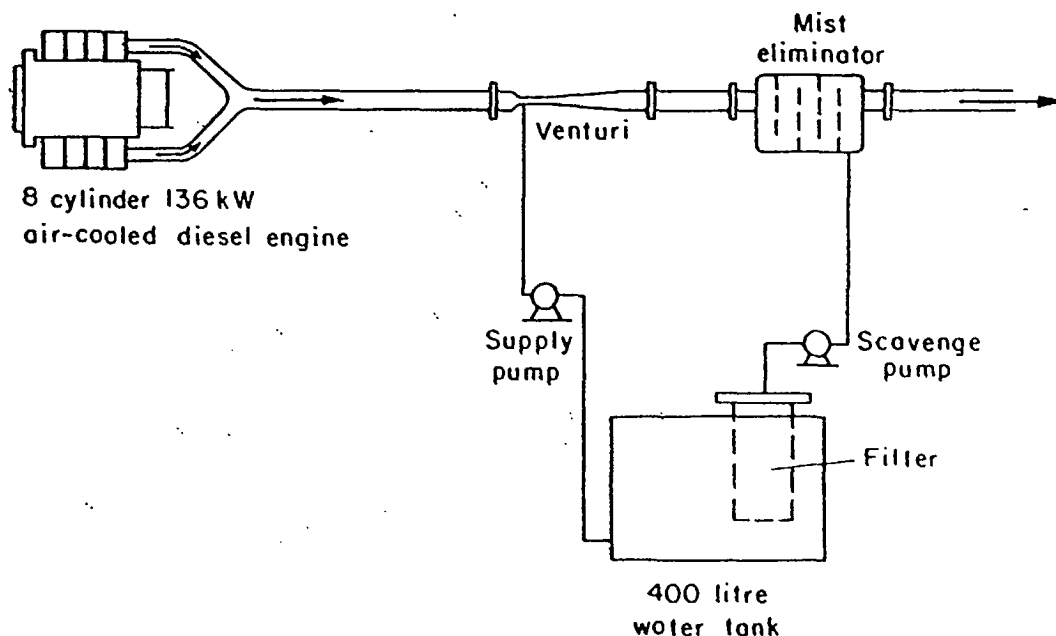 Mist
eliminator
Venturi
8 cylinder 136 kW
air-cooled diesel engine
Supply
pump
Scavenge
pump
Filter
400 litre
water tank